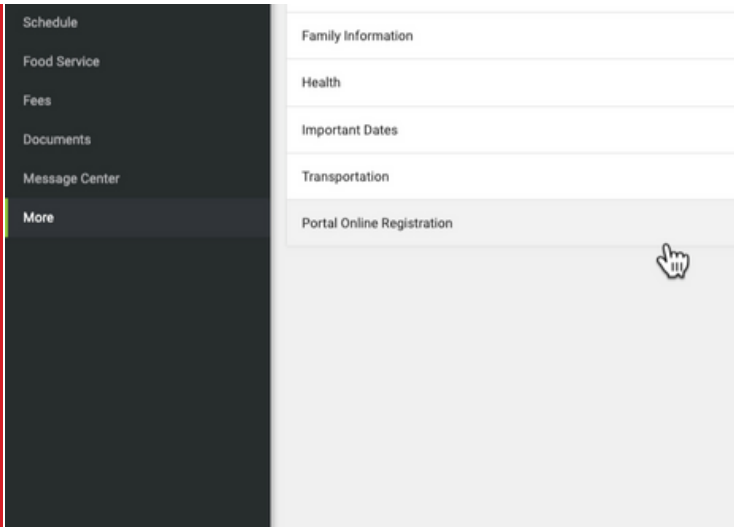 Schedule
Food Service
Fees
Documents
Message Center
More
Family Information
Health
Important Dates
Transportation
Portal Online Registration